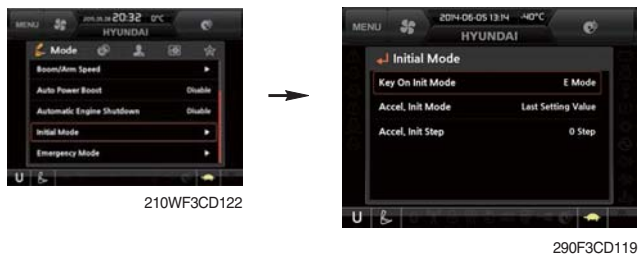 MENU 20:32 0°C
HYUNDAI
Mode
Boom/Arm Speed
Auto Power Boost Disable
Automatic Engine Shutdown Disable
Initial Mode
Emergency Mode
U
210WF3CD122
MENU 2014-06-05 13:14 -40°C
HYUNDAI
Initial Mode
Key On Init Mode E Mode
Accel, Init Mode Last Setting Value
Accel, Init Step 0 Step
U
290F3CD119